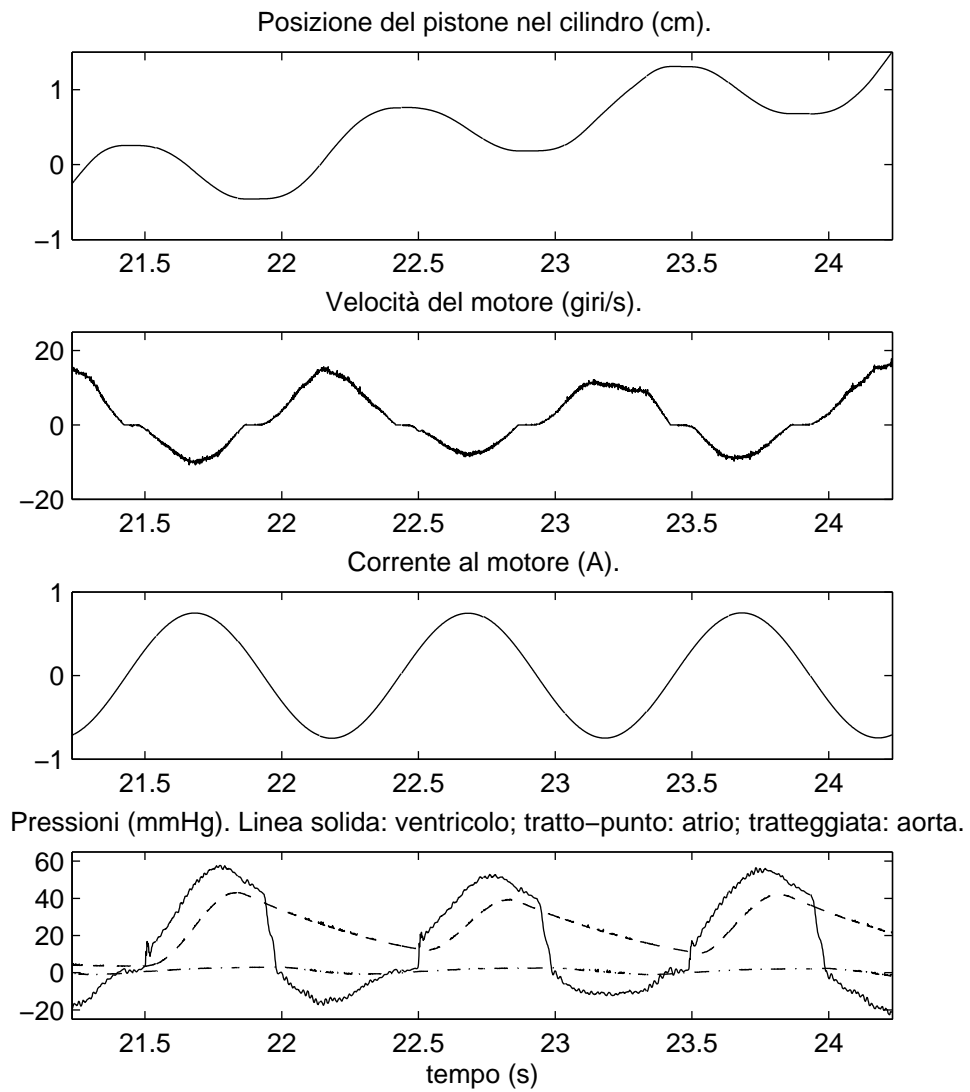 Posizione del pistone nel cilindro (cm).
1
0
−1
21.5 22 22.5 23 23.5 24
Velocità del motore (giri/s).
20
0
−20
21.5 22 22.5 23 23.5 24
Corrente al motore (A).
1
0
−1
21.5 22 22.5 23 23.5 24
Pressioni (mmHg). Linea solida: ventricolo; tratto−punto: atrio; tratteggiata: aorta.
60
40
20
0
−20
21.5 22 22.5 23 23.5 24
tempo (s)